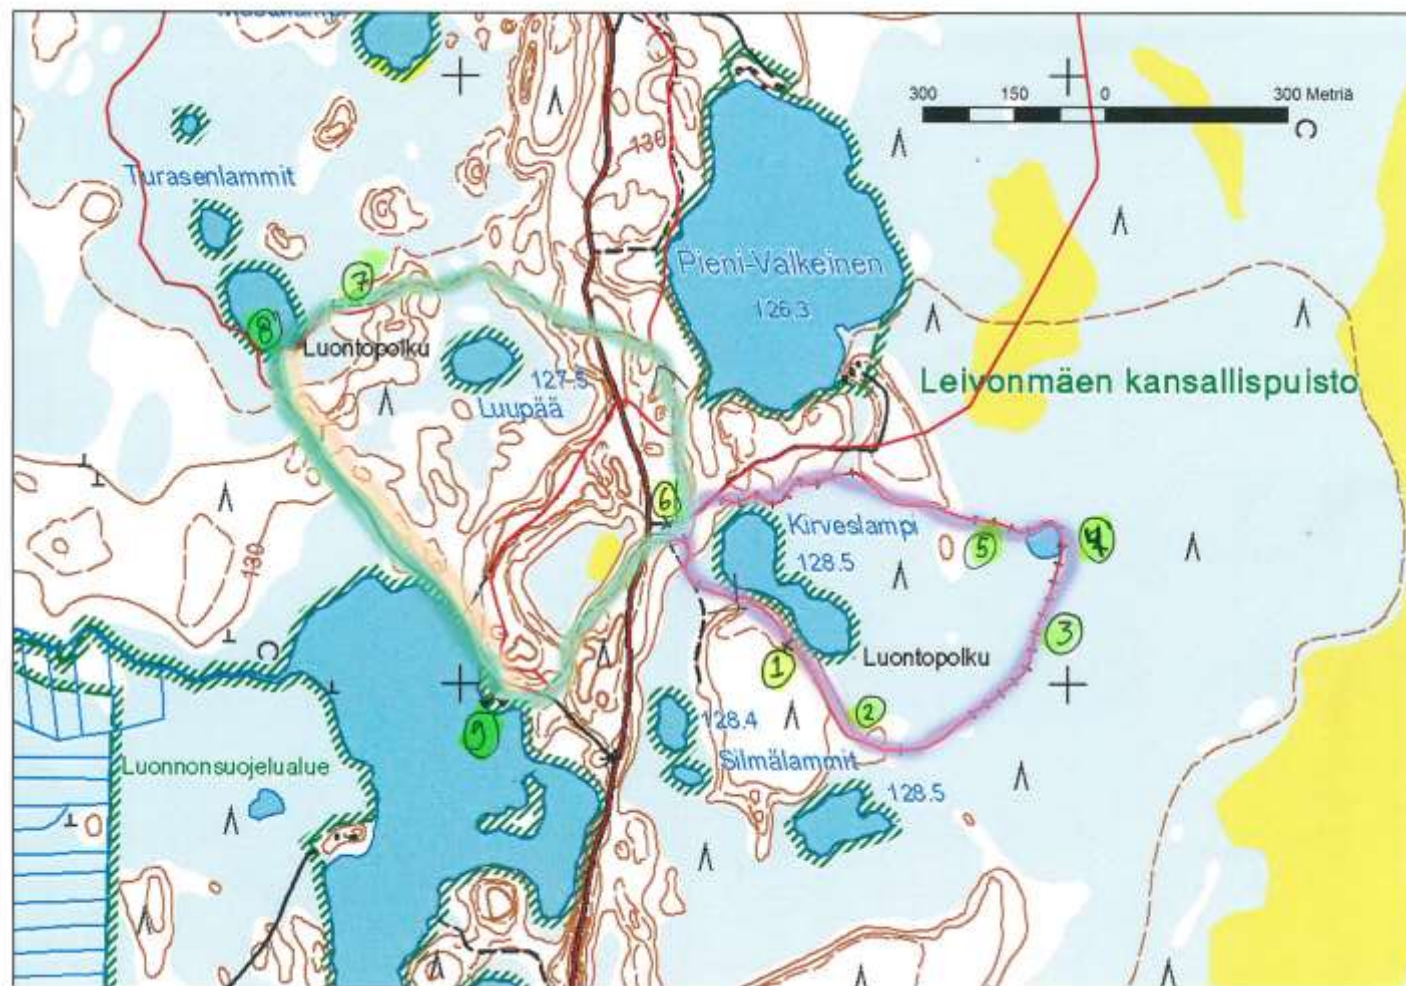 300 150 0 300 Metriä
130
Turasenlammit
Pieni-Valkeinen
126.3
7
8
Luontopolku
127.5
Luupää
Leivonmäen kansallispuisto
6
Kirveslampi
128.5
5
4
130
3
1
Luontopolku
2
128.4
Silmälammit
9
Luonnonsuojelualue
128.5